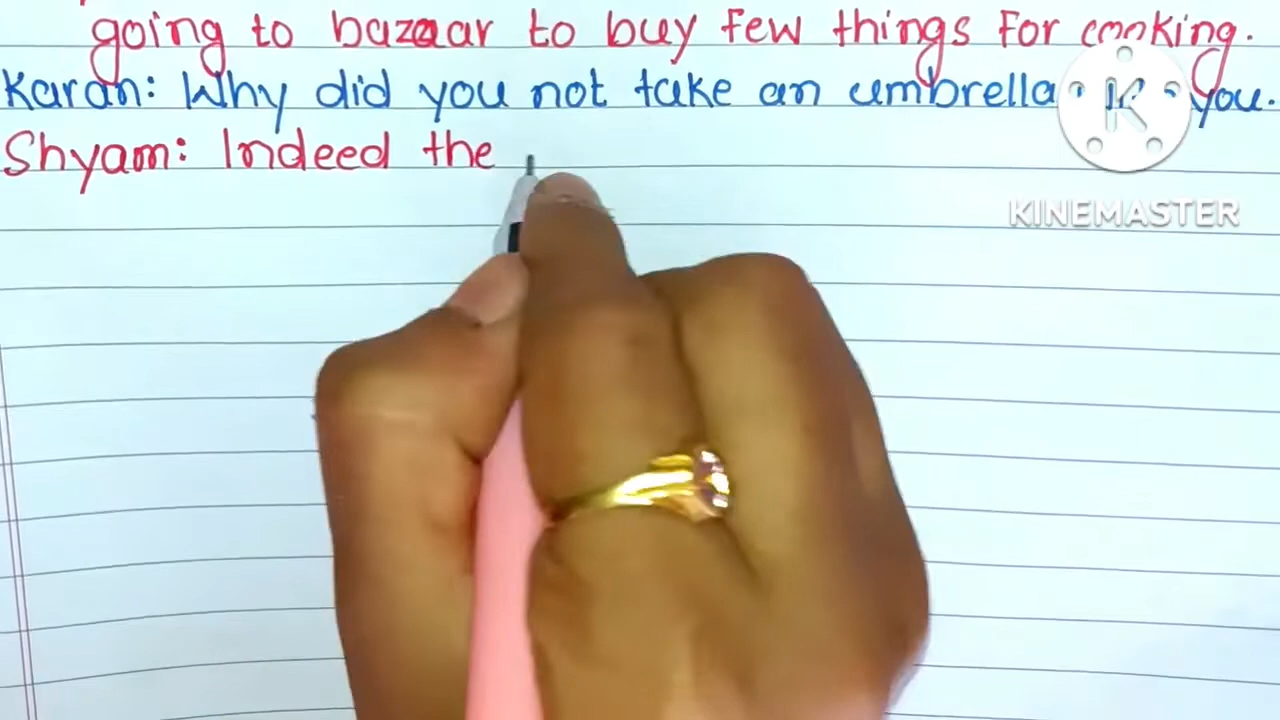 going to bazaar to buy few things for cooking.
Karan: Why did you not take an umbrella you.
Shyam: Indeed the
KINEMASTER